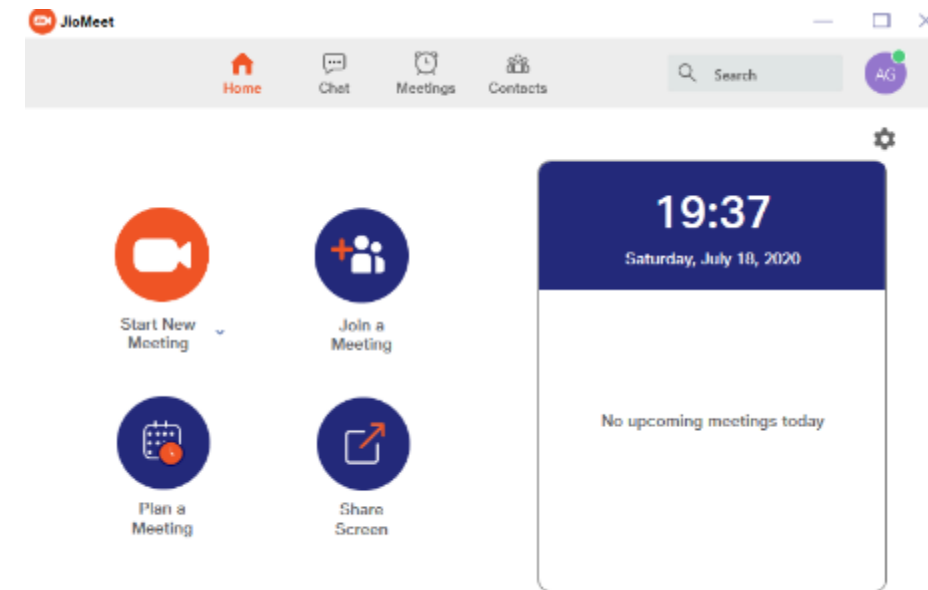 JioMeet
Home
Chat
Meetings
Contacts
Search
AG
19:37
Saturday, July 18, 2020
Start New
Meeting
Join a
Meeting
No upcoming meetings today
Plan a
Meeting
Share
Screen